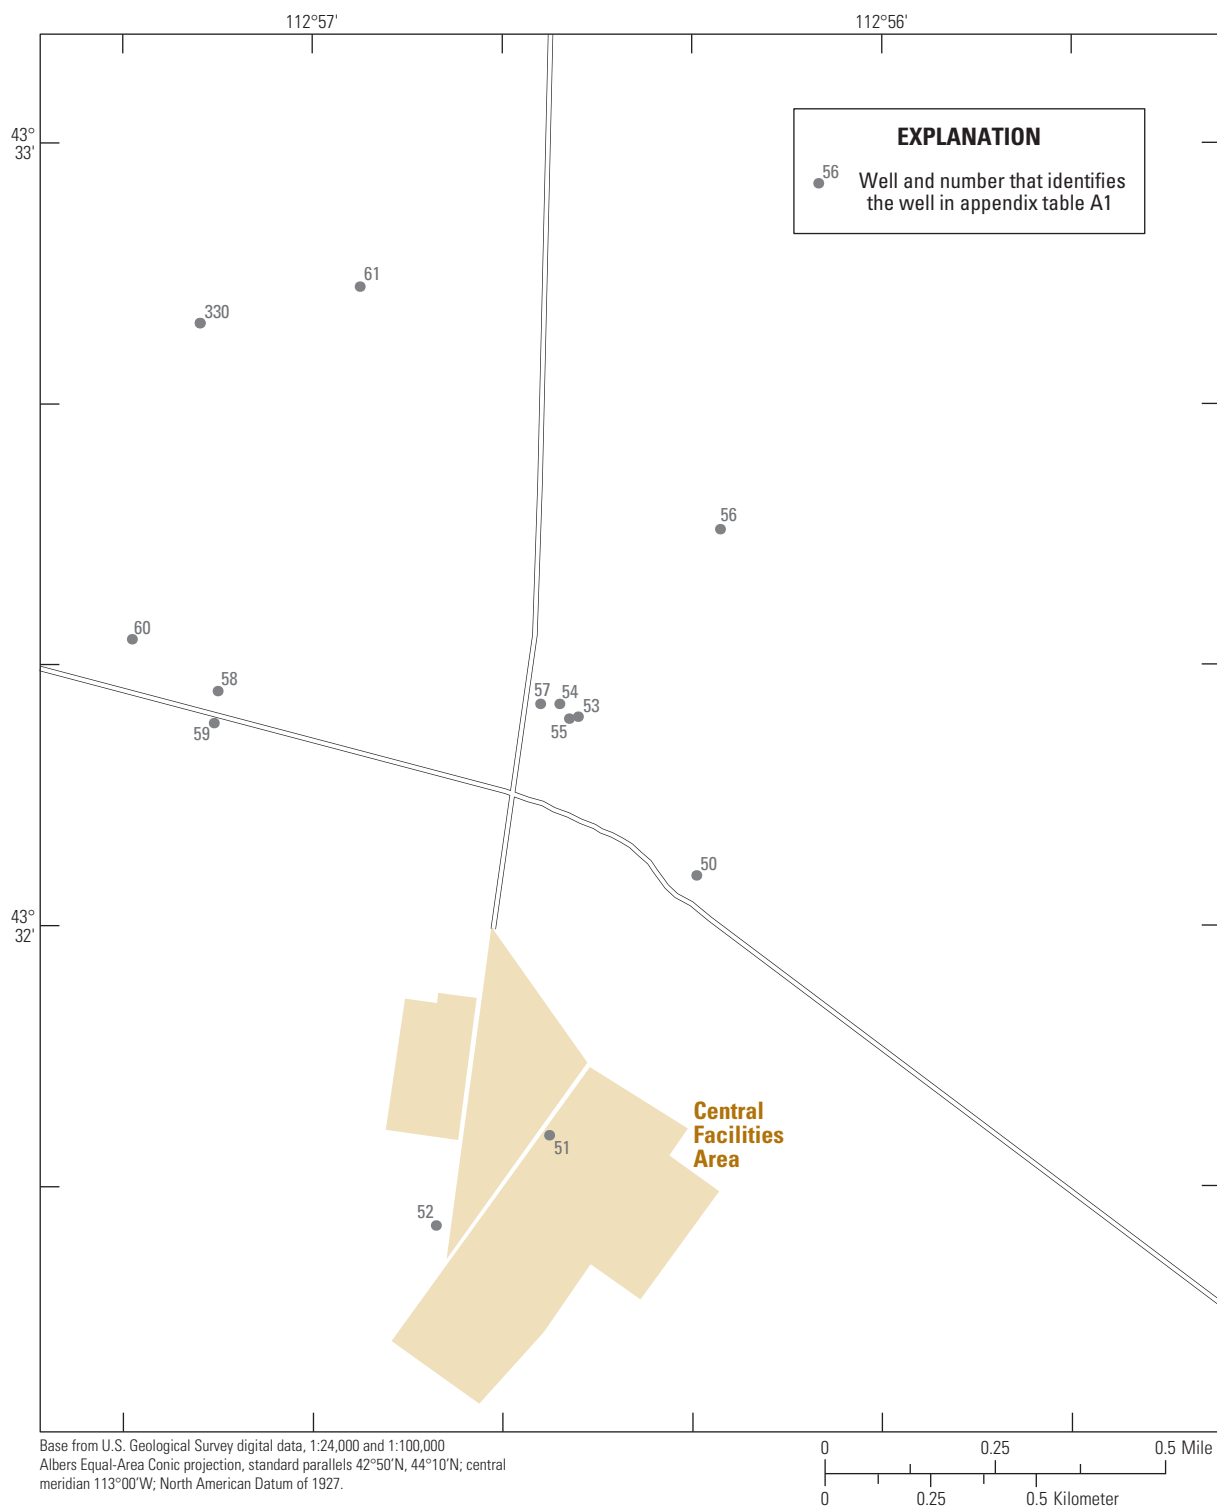 112°57'
112°56'
43°
33'
EXPLANATION
56
Well and number that identifies
the well in appendix table A1
61
330
56
60
58
57
54
53
59
55
50
43°
32'
Central
Facilities
Area
51
52
Base from U.S. Geological Survey digital data, 1:24,000 and 1:100,000
Albers Equal-Area Conic projection, standard parallels 42°50'N, 44°10'N; central
meridian 113°00'W; North American Datum of 1927.
0 0.25 0.5 Mile
0 0.25 0.5 Kilometer